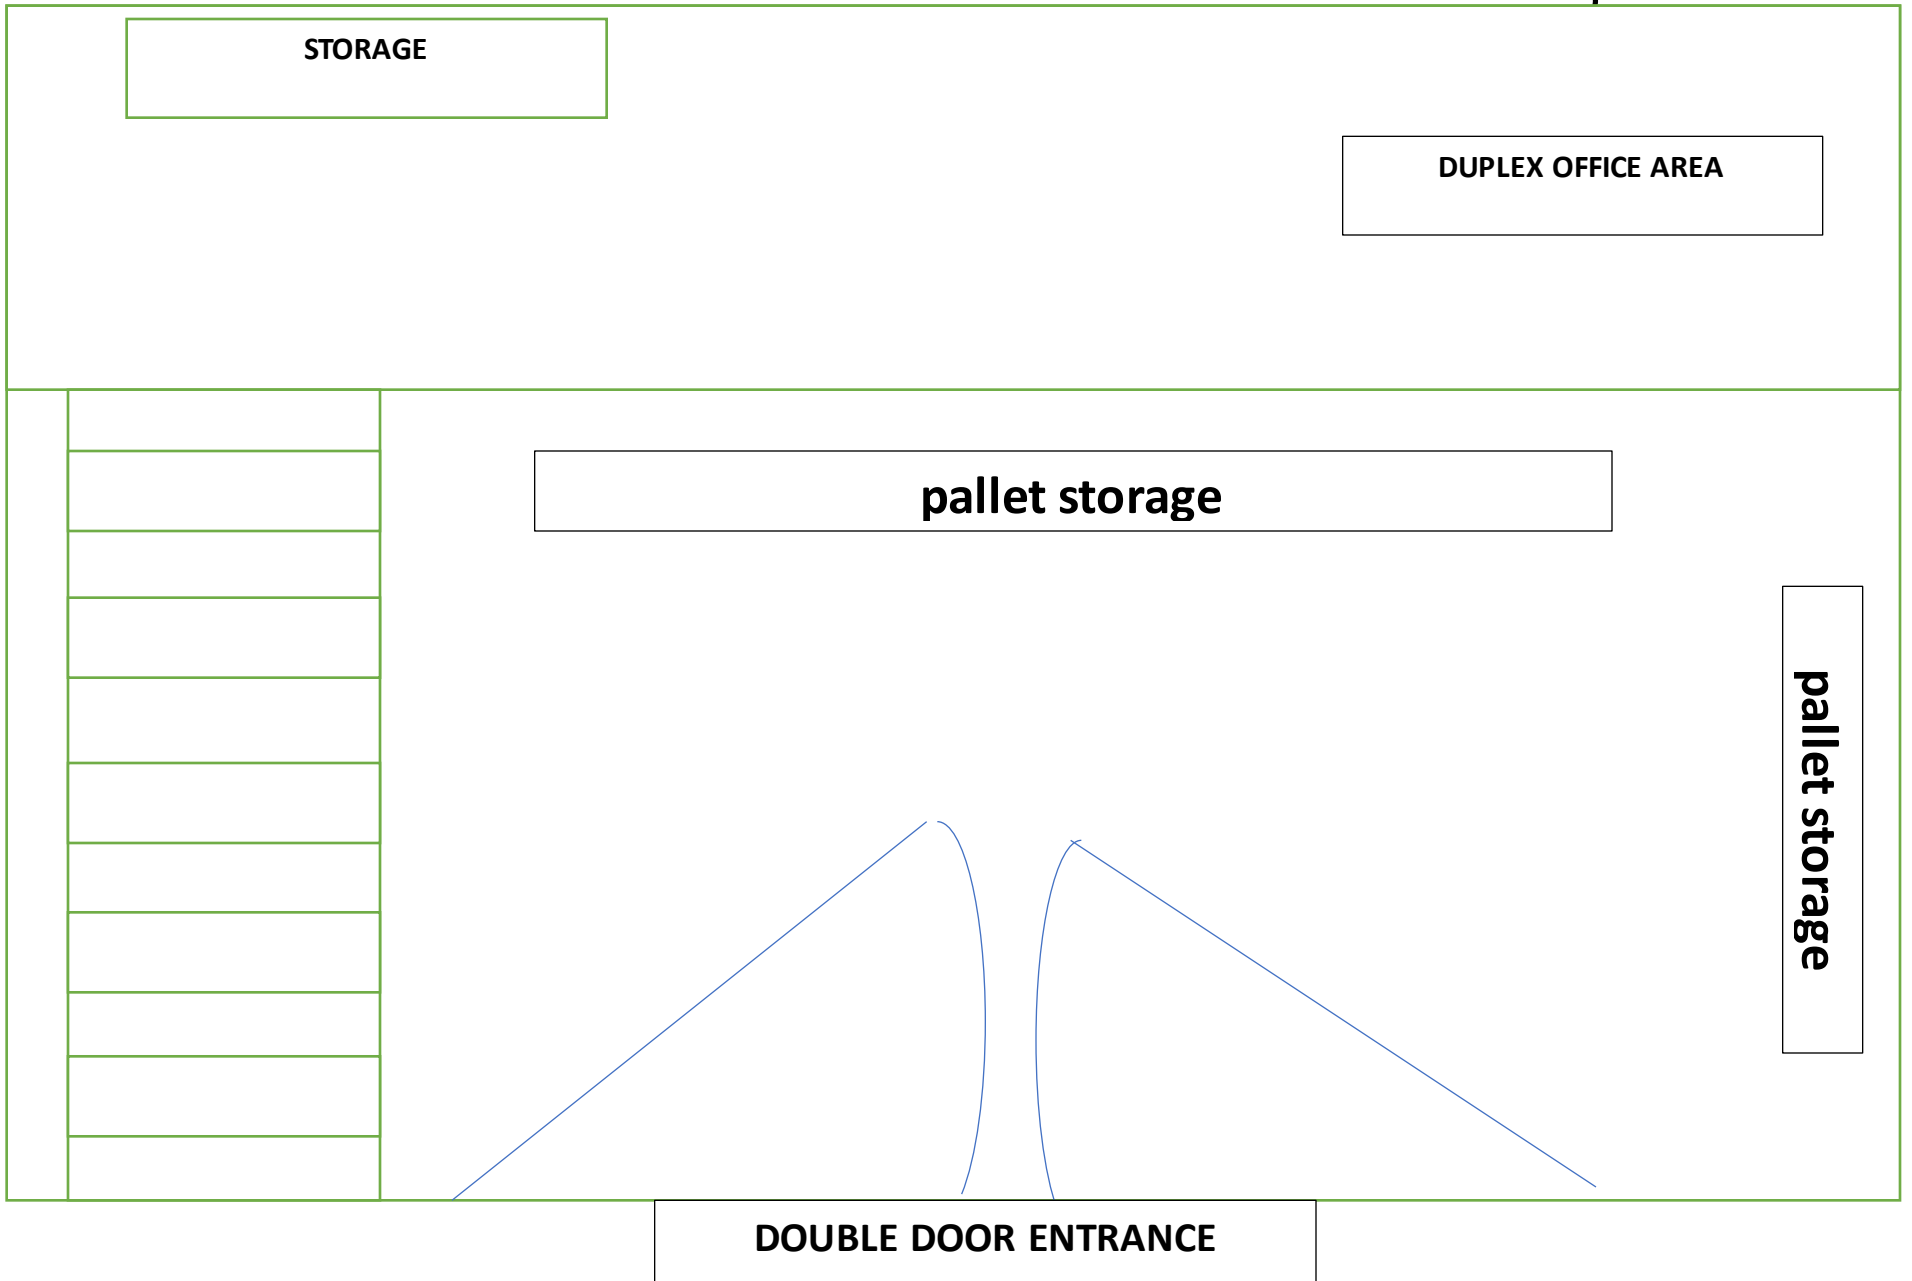 STORAGE
DUPLEX OFFICE AREA
pallet storage
pallet storage
DOUBLE DOOR ENTRANCE